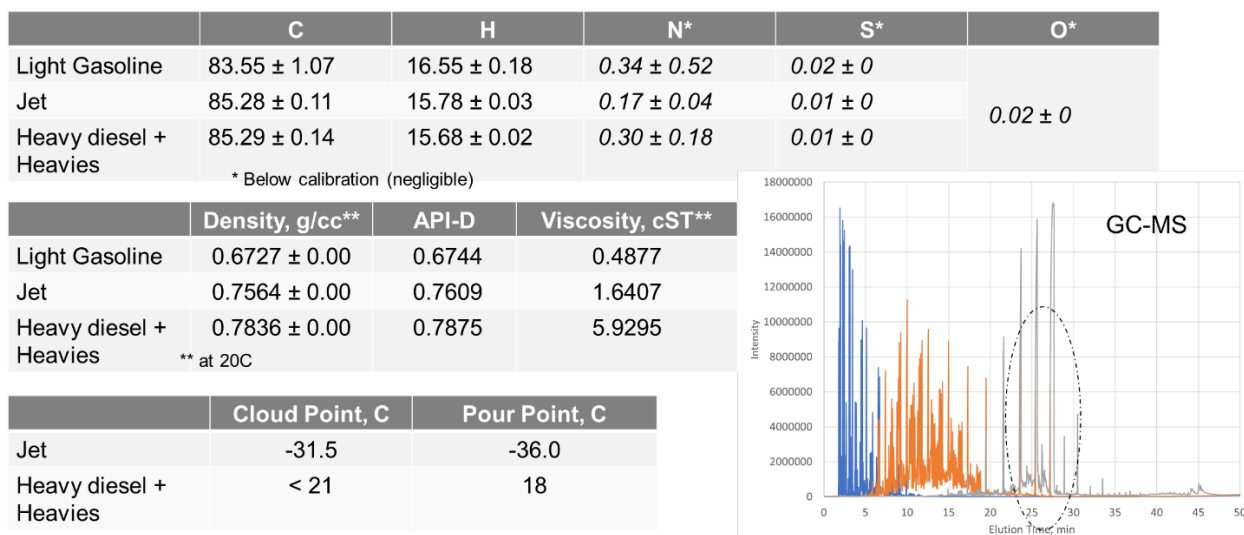 C H N* S* O*
Light Gasoline 83.55 ± 1.07 16.55 ± 0.18 0.34 ± 0.52 0.02 ± 0
Jet 85.28 ± 0.11 15.78 ± 0.03 0.17 ± 0.04 0.01 ± 0 0.02 ± 0
Heavy diesel + 85.29 ± 0.14 15.68 ± 0.02 0.30 ± 0.18 0.01 ± 0
Heavies
* Below calibration (negligible)
Density, g/cc** API-D Viscosity, cST**
Light Gasoline 0.6727 ± 0.00 0.6744 0.4877
Jet 0.7564 ± 0.00 0.7609 1.6407
Heavy diesel + 0.7836 ± 0.00 0.7875 5.9295
Heavies
** at 20C
Cloud Point, C Pour Point, C
Jet -31.5 -36.0
Heavy diesel + < 21 18
Heavies
GC-MS
Intensity
18000000
16000000
14000000
12000000
10000000
8000000
6000000
4000000
2000000
0
0 5 10 15 20 25 30 35 40 45 50
Elution Time, min